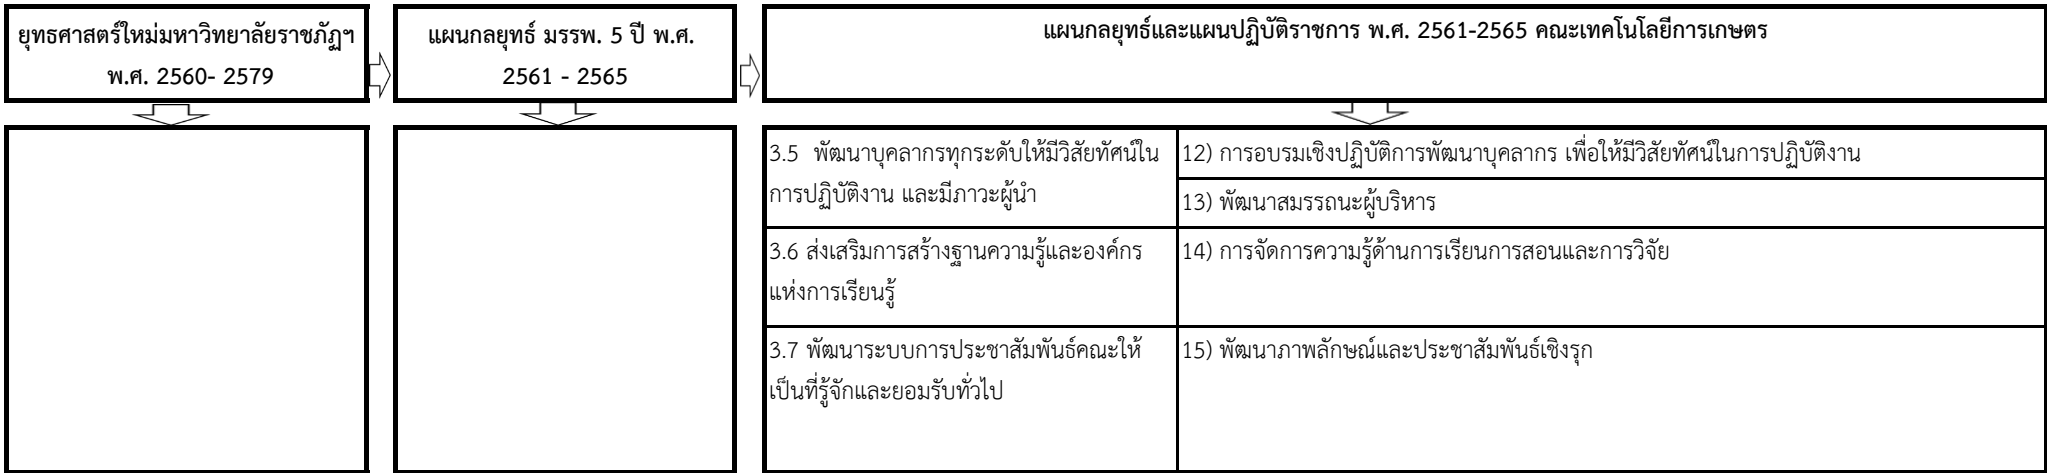 ยุทธศาสตร์ใหม่มหาวิทยาลัยราชภัฏฯ
พ.ศ. 2560- 2579
แผนกลยุทธ์ มรรพ. 5 ปี พ.ศ.
2561 - 2565
แผนกลยุทธ์และแผนปฏิบัติราชการ พ.ศ. 2561-2565 คณะเทคโนโลยีการเกษตร
3.5 พัฒนาบุคลากรทุกระดับให้มีวิสัยทัศน์ใน
การปฏิบัติงาน และมีภาวะผู้นำ
12) การอบรมเชิงปฏิบัติการพัฒนาบุคลากร เพื่อให้มีวิสัยทัศน์ในการปฏิบัติงาน
13) พัฒนาสมรรถนะผู้บริหาร
3.6 ส่งเสริมการสร้างฐานความรู้และองค์กร
แห่งการเรียนรู้
14) การจัดการความรู้ด้านการเรียนการสอนและการวิจัย
3.7 พัฒนาระบบการประชาสัมพันธ์คณะให้
เป็นที่รู้จักและยอมรับทั่วไป
15) พัฒนาภาพลักษณ์และประชาสัมพันธ์เชิงรุก